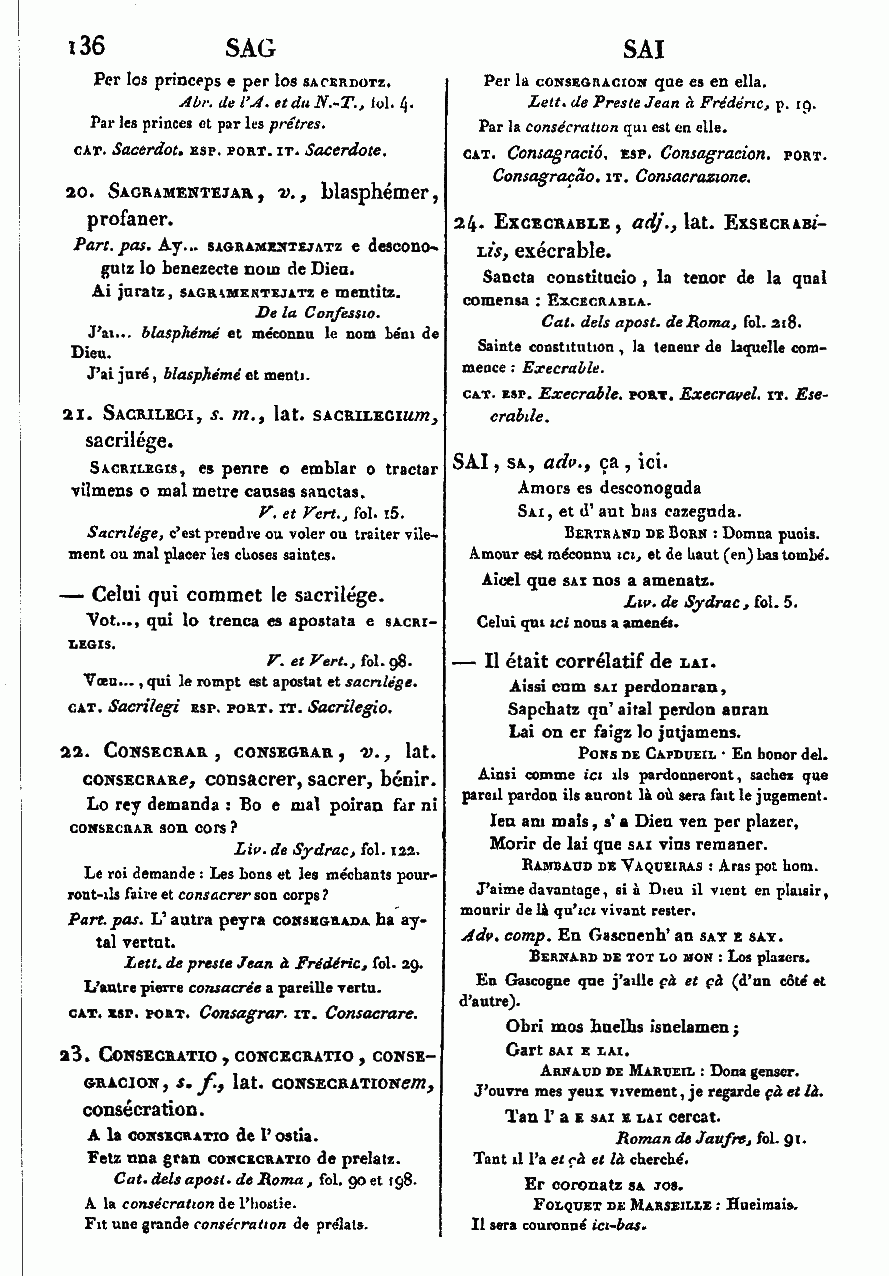 136 SAG SAI
Per los princeps e per los SACERDOTZ.
Abr. de l'A. et du N.-T., fol. 4.
Par les princes et par les prêtres.
CAT. Sacerdot. ESP. PORT. IT. Sacerdote.
20. SAGRAMENTEJAR, v., blasphémer,
profaner.
Part. pas. Ay... SAGRAMENTEJATZ e descono-
gutz lo benezecte nom de Dieu.
Ai juratz, SAGRAMENTEJATZ e mentitz.
De la Confessio.
J'ai... blasphémé et méconnu le nom béni de
Dieu.
J'ai juré, blasphémé et menti.
21. SACRILEGI, s. m., lat. SACRILEGIum,
sacrilége.
SACRILEGIS, es penre o emblar o tractar
vilmens o mal metre causas sanctas.
V. et Vert., fol. 15.
Sacrilége, c'est prendre ou voler ou traiter vile-
ment ou mal placer les choses saintes.
— Celui qui commet le sacrilége.
Vot..., qui lo trenca es apostata e SACRI-
LEGIS.
V. et Vert., fol. 98.
Vœu..., qui le rompt est apostat et sacrilége.
CAT. Sacrilegi ESP. PORT. IT. Sacrilegio.
22. CONSECRAR, CONSEGRAR, v., lat.
CONSECRARe, consacrer, sacrer, bénir.
Lo rey demanda : Bo e mal poiran far ni
CONSECRAR son cors ?
Liv. de Sydrac, fol. 122.
Le roi demande : Les bons et les méchants pour-
ront-ils faire et consacrer son corps ?
Part. pas. L'autra peyra CONSEGRADA ha ay-
tal vertut.
Lett. de preste Jean à Frédéric, fol. 29.
L'autre pierre consacrée a pareille vertu.
CAT. ESP. PORT. Consagrar. IT. Consacrare.
23. CONSECRATIO, CONCECRATIO, CONSE-
GRACION, s. f., lat. CONSECRATIONem,
consécration.
A la CONSECRATIO de l'ostia.
Fetz una gran CONCECRATIO de prelatz.
Cat. dels apost. de Roma, fol. 90 et 198.
A la consécration de l'hostie.
Fit une grande consécration de prélats.
Per la CONSEGRACION que es en ella.
Lett. de Preste Jean à Frédéric, p. 19.
Par la consécration qui est en elle.
CAT. Consagració. ESP. Consagracion. PORT.
Consagração. IT. Consacrazione.
24. EXCECRABLE, adj., lat. EXSECRABi-
Lis, exécrable.
Sancta constitucio, la tenor de la qual
comensa : EXCECRABLA.
Cat. dels apost. de Roma, fol. 218.
Sainte constitution, la teneur de laquelle com-
mence : Execrable.
CAT. ESP. Execrable. PORT. Execravel. IT. Ese-
crabile.
SAI, SA, adv., ça, ici.
Amors es desconoguda
SAI, et d'aut bas cazeguda.
BERTRAND DE BORN : Domna puois.
Amour est méconnu ici, et de haut (en) bas tombé.
Aicel que SAI nos a amenatz.
Liv. de Sydrac, fol. 5.
Celui qui ici nous a amenés.
— Il était corrélatif de LAI.
Aissi cum SAI perdonaran,
Sapchatz qu'aital perdon auran
Lai on er faigz lo jutjamens.
PONS DE CAPDUEIL : En honor del.
Ainsi comme ici ils pardonneront, sachez que
pareil pardon ils auront là où sera fait le jugement.
Ieu am mais, s'a Dieu ven per plazer,
Morir de lai que SAI vius remaner.
RAMBAUD DE VAQUEIRAS : Aras pot hom.
J'aime davantage, si à Dieu il vient en plaisir,
mourir de là qu'ici vivant rester.
Adv. comp. En Gascuenh' an SAY E SAY.
BERNARD DE TOT LO MON : Los plazers.
En Gascogne que j'aille çà et çà (d'un côté et
d'autre).
Obri mos huelhs isnelamen ;
Gart SAI E LAI.
ARNAUD DE MARUEIL : Dona genser.
J'ouvre mes yeux vivement, je regarde çà et là.
Tan l'a E SAI E LAI cercat.
Roman de Jaufre, fol. 91.
Tant il l'a et çà et là cherché.
Er coronatz SA JOS.
FOLQUET DE MARSEILLE : Hueimais.
Il sera couronné ici-bas.